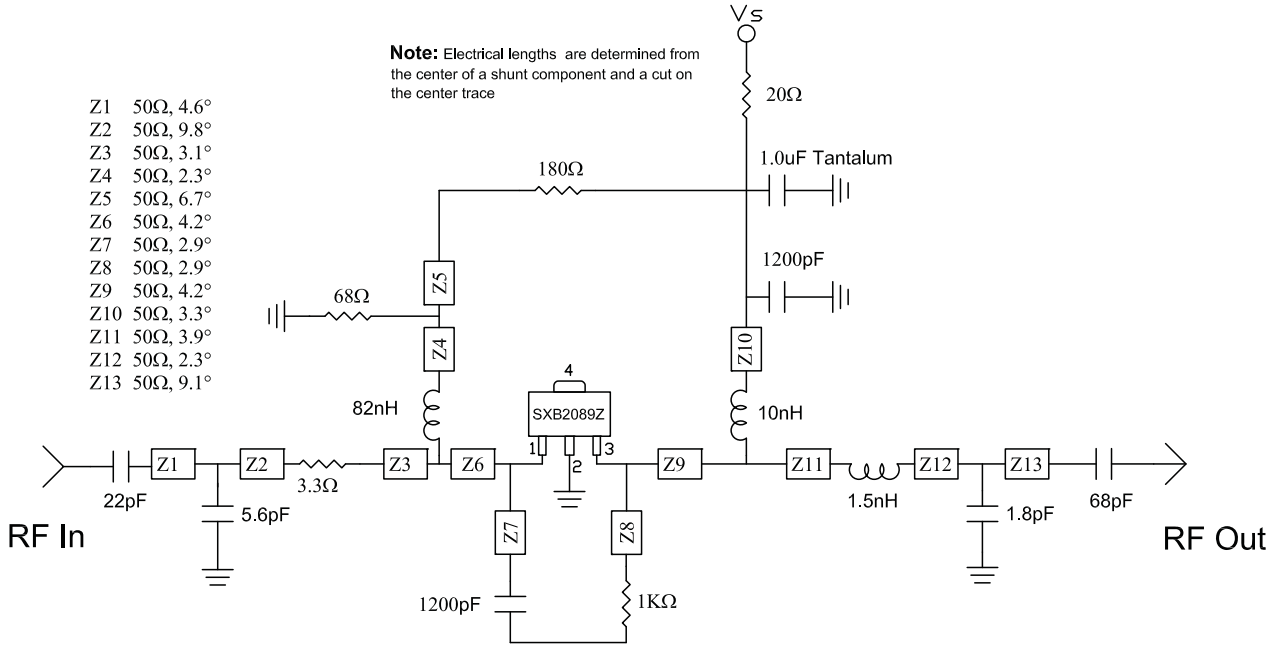 Vs
Note: Electrical lengths are determined from
the center of a shunt component and a cut on
the center trace
20Ω
Z1 50Ω, 4.6°
Z2 50Ω, 9.8°
Z3 50Ω, 3.1°
Z4 50Ω, 2.3°
Z5 50Ω, 6.7°
Z6 50Ω, 4.2°
Z7 50Ω, 2.9°
Z8 50Ω, 2.9°
Z9 50Ω, 4.2°
Z10 50Ω, 3.3°
Z11 50Ω, 3.9°
Z12 50Ω, 2.3°
Z13 50Ω, 9.1°
180Ω
1.0uF Tantalum
1200pF
Z5
68Ω
Z4
Z10
4
82nH
SXB2089Z
10nH
1
2
3
Z1
Z2
Z3
Z6
Z9
Z11
Z12
Z13
22pF
3.3Ω
1.5nH
68pF
5.6pF
1.8pF
RF In
RF Out
Z7
Z8
1200pF
1KΩ